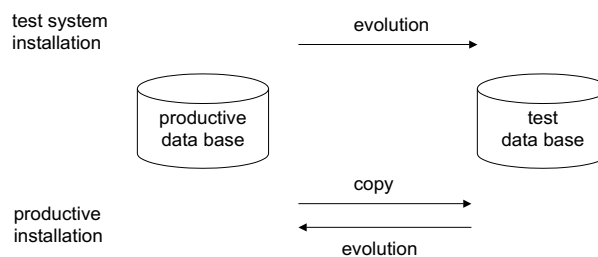 test system
installation
evolution
productive
data base
test
data base
copy
productive
installation
evolution